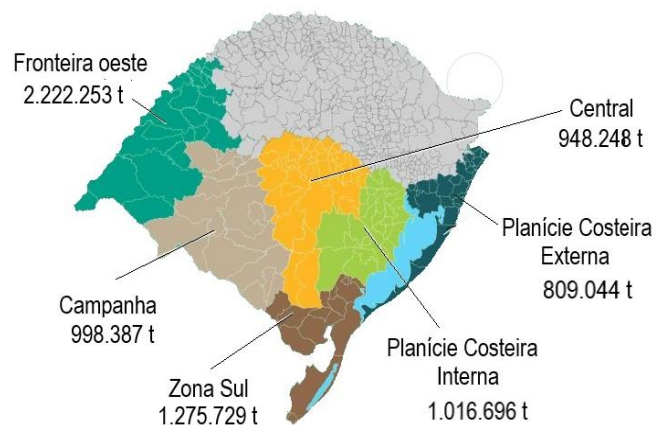 Fronteira oeste
2.222.253 t
Central
948.248 t
Planície Costeira
Externa
809.044 t
Campanha
998.387 t
Planície Costeira
Interna
1.016.696 t
Zona Sul
1.275.729 t